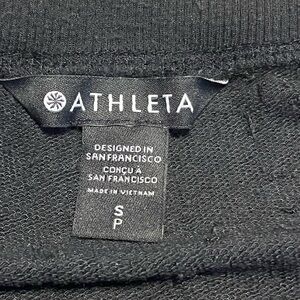 ATHLETA
DESIGNED IN
SAN FRANCISCO
CONÇU À
SAN FRANCISCO
MADE IN VIETNAM
S
P